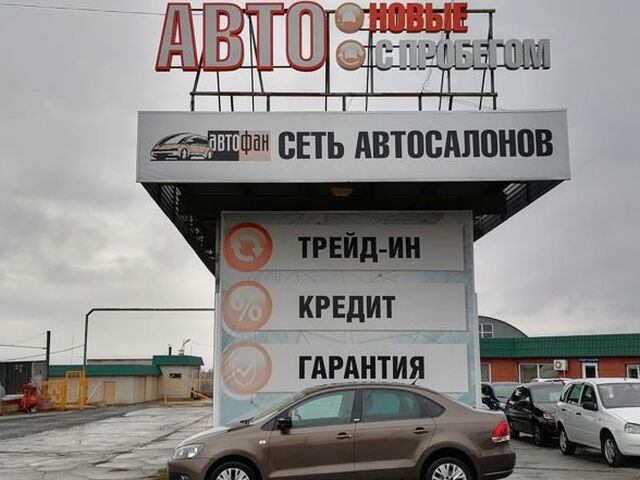 АВТО НОВЫЕ
С ПРОБЕГОМ
АВТОФАН СЕТЬ АВТОСАЛОНОВ
ТРЕЙД-ИН
% КРЕДИТ
ГАРАНТИЯ